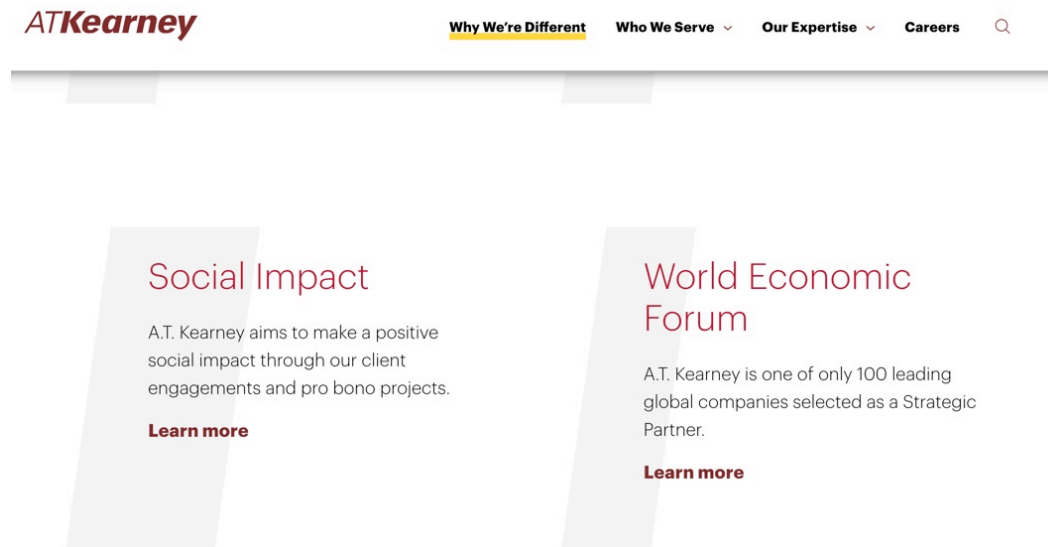 ATKearney
Why We're Different
Who We Serve
Our Expertise
Careers
Social Impact
A.T. Kearney aims to make a positive
social impact through our client
engagements and pro bono projects.
Learn more
World Economic
Forum
A.T. Kearney is one of only 100 leading
global companies selected as a Strategic
Partner.
Learn more